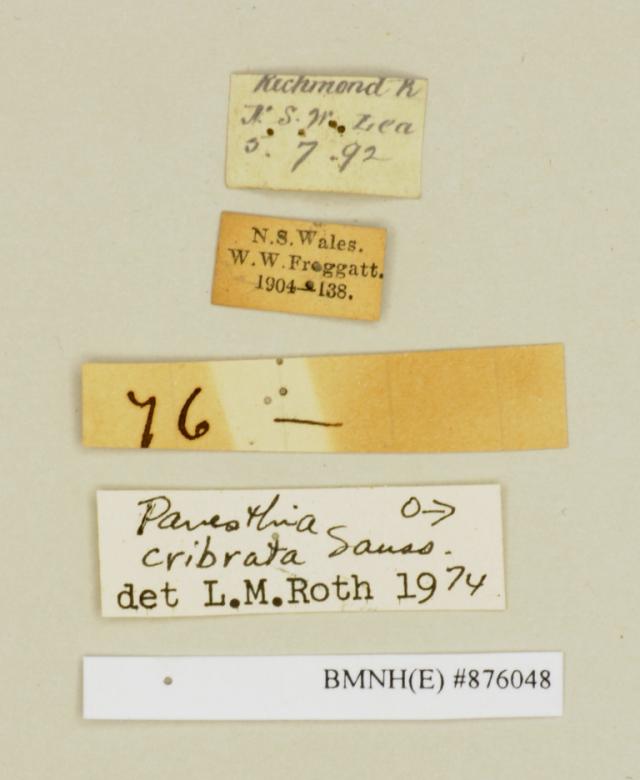 Richmond R
N. S. W. Lea
5. 7. 92
N.S.Wales.
W.W.Froggatt.
1904—138.
76 —
Panesthia ♂
cribrata Sauss.
det L.M.Roth 1974
BMNH(E) #876048